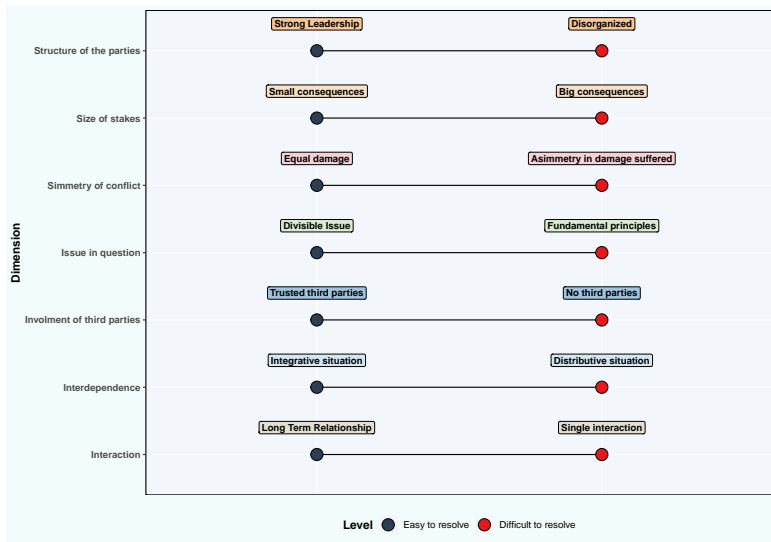 Strong Leadership Disorganized
Structure of the parties
Small consequences Big consequences
Size of stakes
Equal damage Asimmetry in damage suffered
Simmetry of conflict
Divisible Issue Fundamental principles
Issue in question
Trusted third parties No third parties
Involment of third parties
Integrative situation Distributive situation
Interdependence
Long Term Relationship Single interaction
Interaction
Dimension
Level Easy to resolve Difficult to resolve